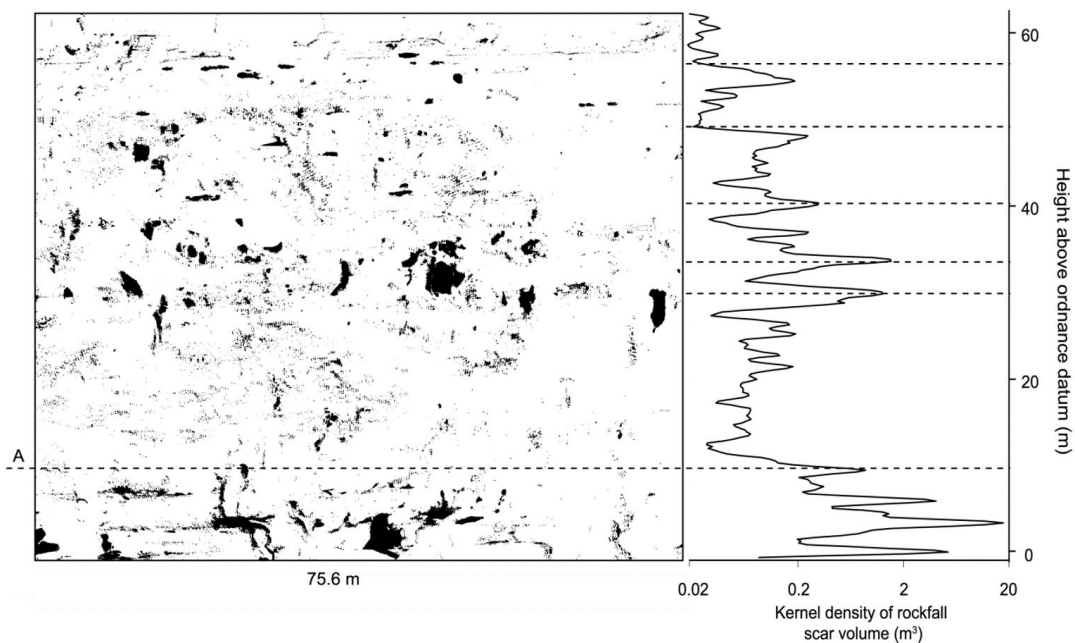 60
40
20
0
Height above ordnance datum (m)
A
75.6 m
0.02
0.2
2
20
Kernel density of rockfall
scar volume (m³)